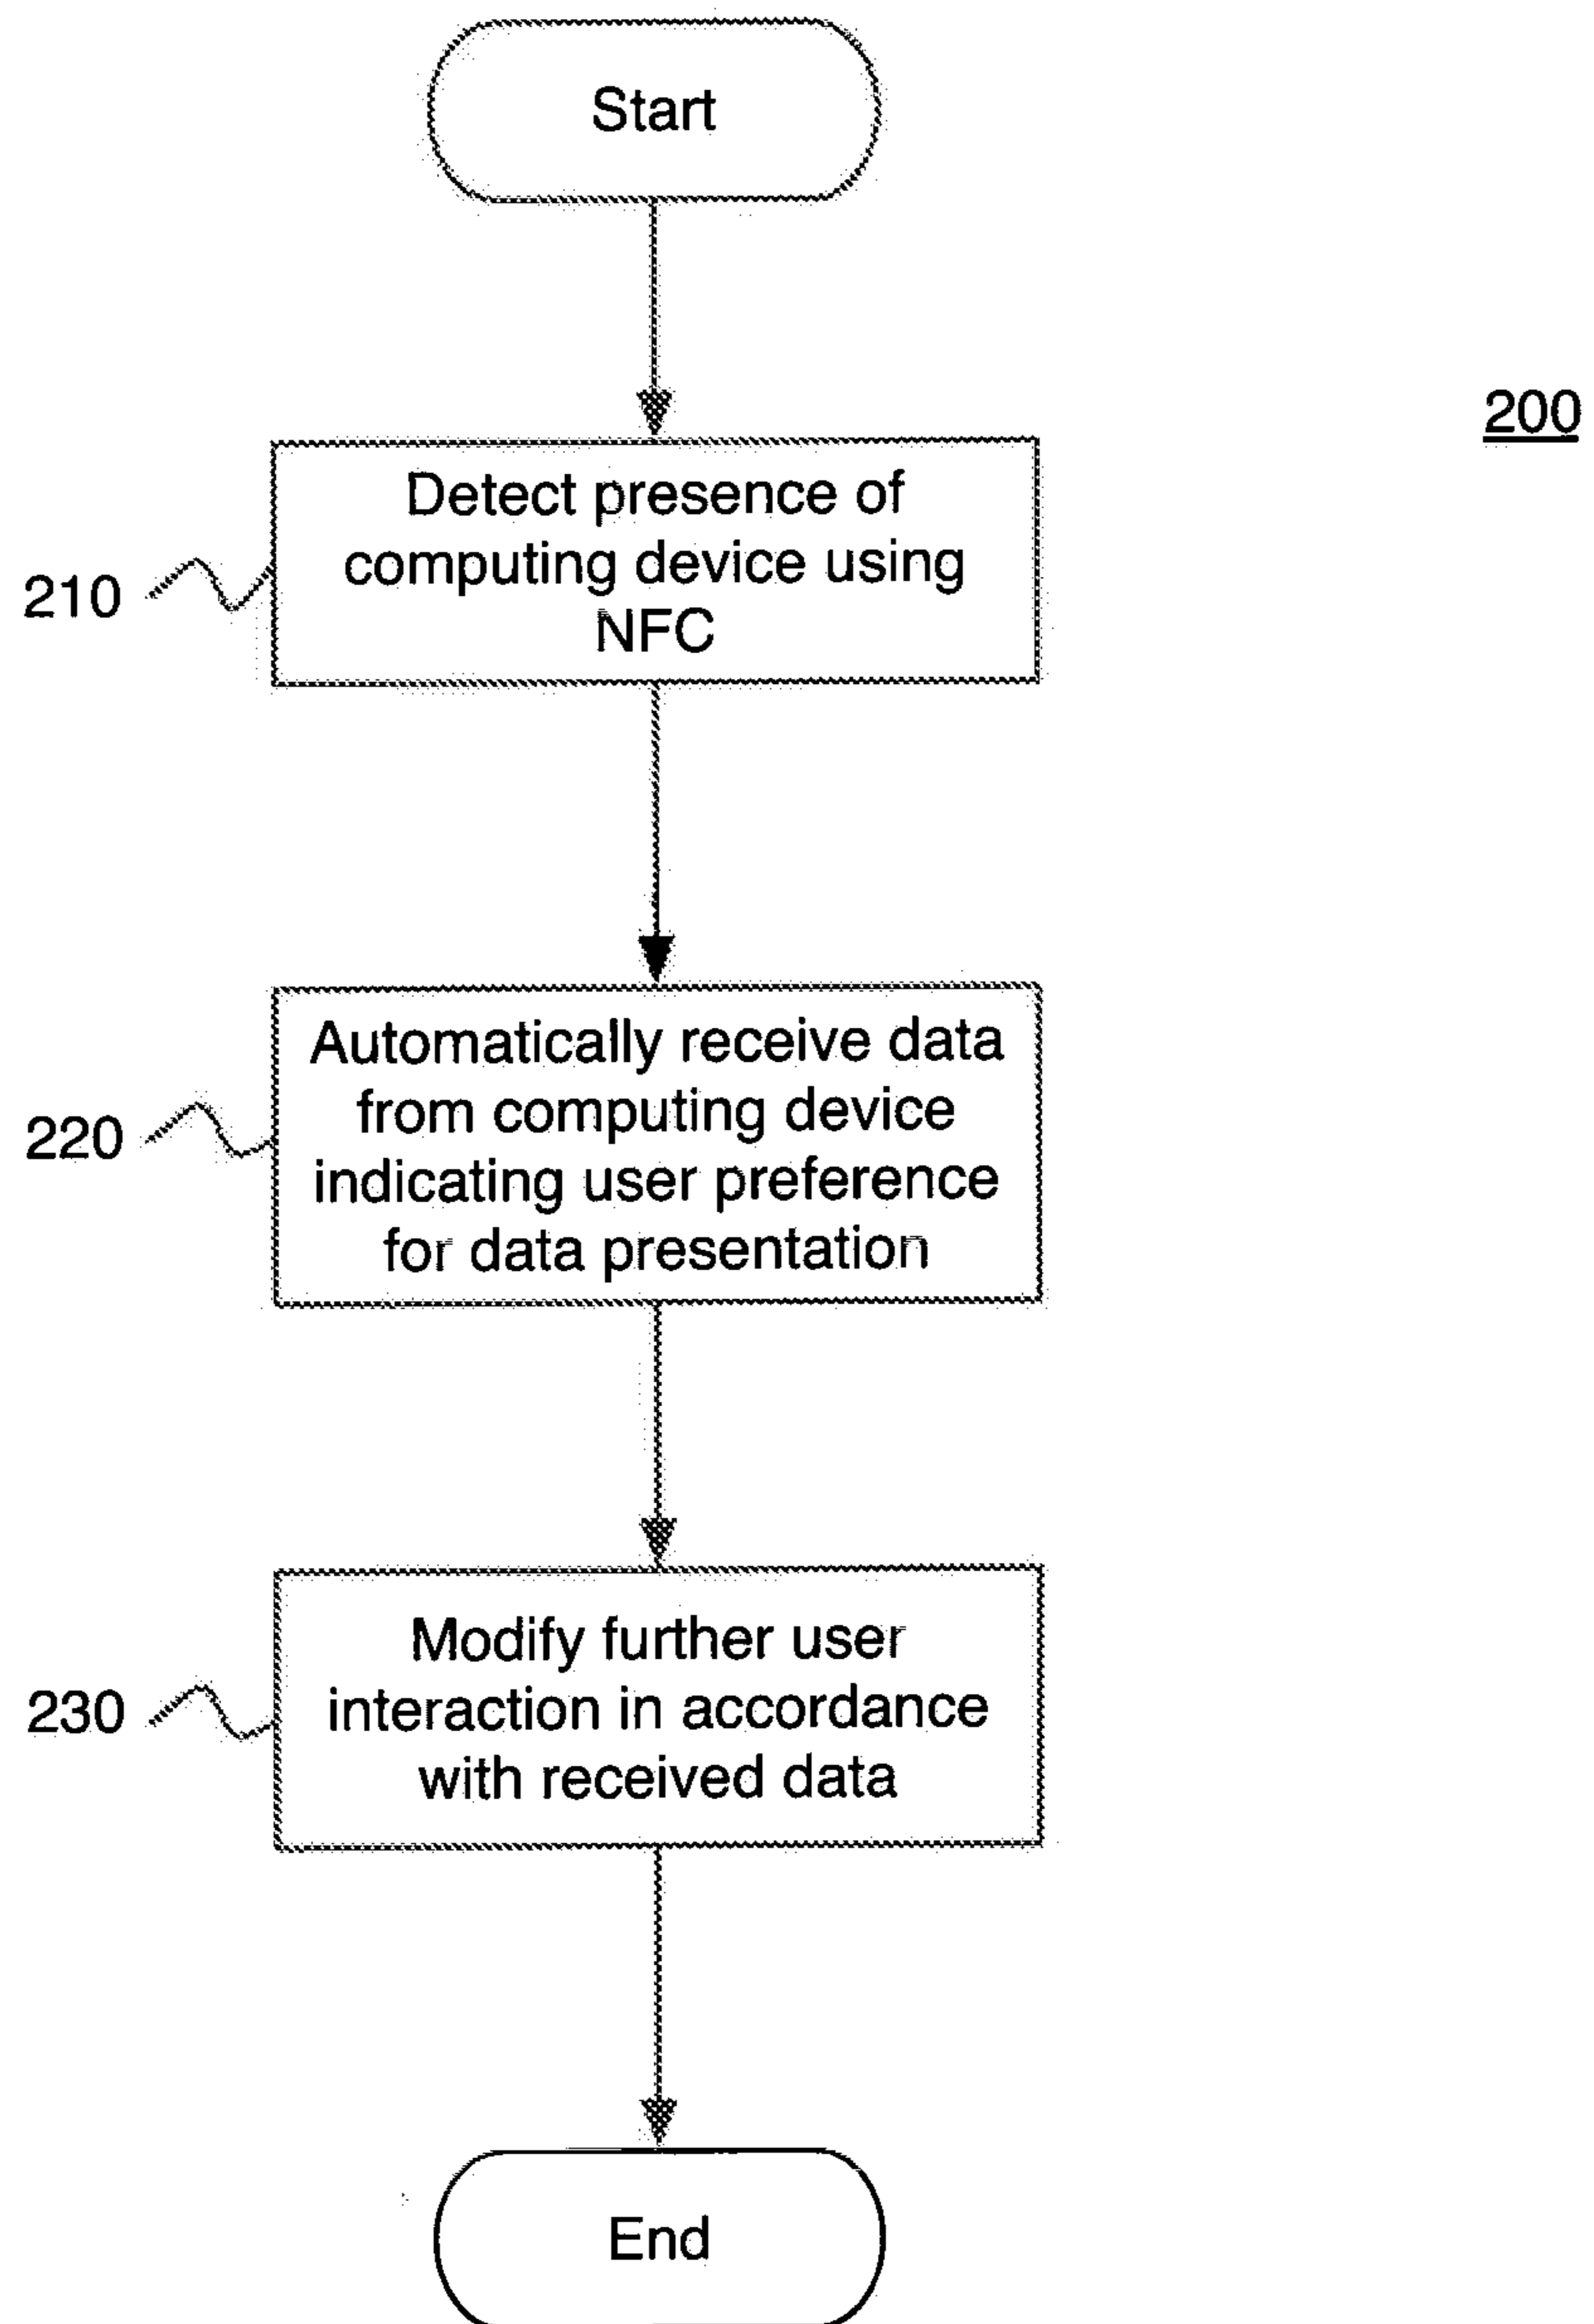 Start
200
Detect presence of
computing device using
NFC
210
Automatically receive data
from computing device
indicating user preference
for data presentation
220
Modify further user
interaction in accordance
with received data
230
End